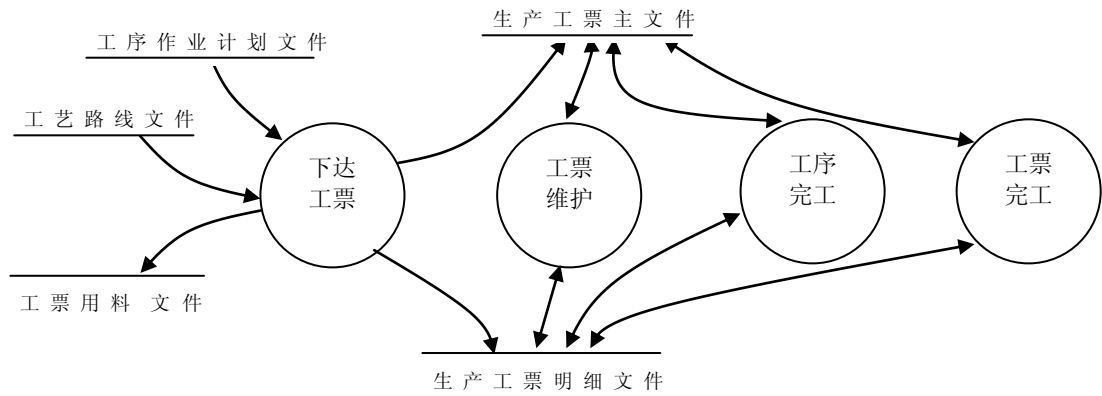 生产工票主文件
工序作业计划文件
工艺路线文件
下达
工票
工票
维护
工序
完工
工票
完工
工票用料 文件
生产工票明细文件